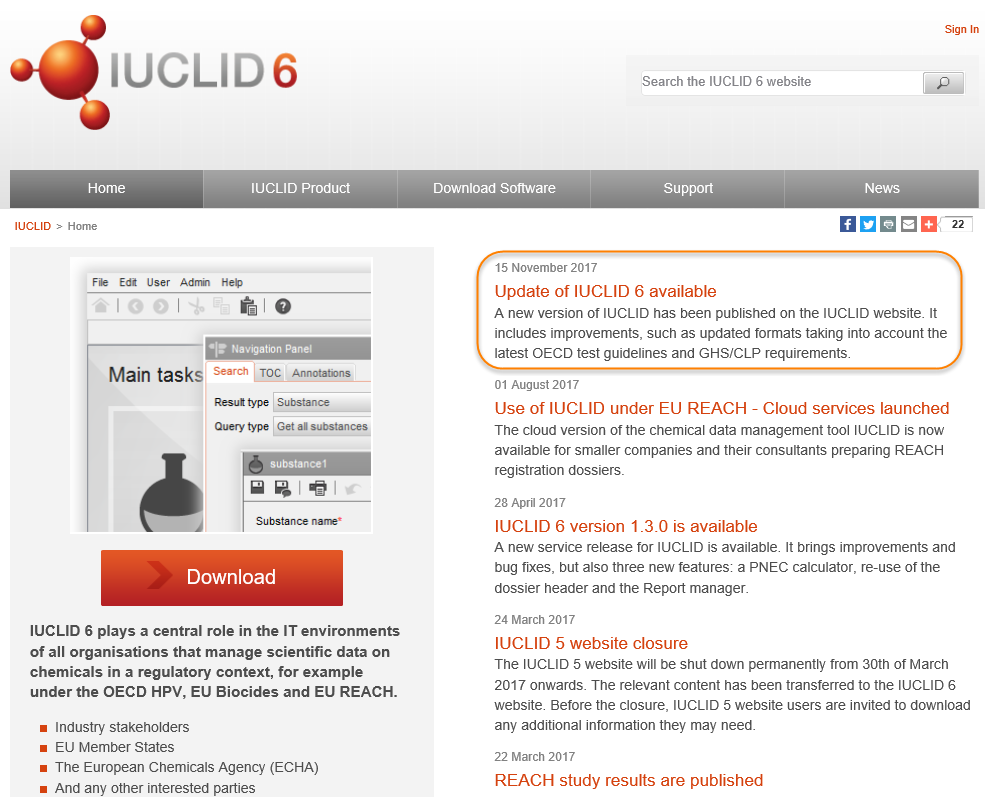 IUCLID 6
Sign In
Search the IUCLID 6 website
Home
IUCLID Product
Download Software
Support
News
IUCLID > Home
22
File Edit User Admin Help
Navigation Panel
Main tasks
Search TOC Annotations
Result type Substance
Query type Get all substances
substance1
Substance name*
Download
IUCLID 6 plays a central role in the IT environments
of all organisations that manage scientific data on
chemicals in a regulatory context, for example
under the OECD HPV, EU Biocides and EU REACH.
Industry stakeholders
EU Member States
The European Chemicals Agency (ECHA)
And any other interested parties
15 November 2017
Update of IUCLID 6 available
A new version of IUCLID has been published on the IUCLID website. It
includes improvements, such as updated formats taking into account the
latest OECD test guidelines and GHS/CLP requirements.
01 August 2017
Use of IUCLID under EU REACH - Cloud services launched
The cloud version of the chemical data management tool IUCLID is now
available for smaller companies and their consultants preparing REACH
registration dossiers.
28 April 2017
IUCLID 6 version 1.3.0 is available
A new service release for IUCLID is available. It brings improvements and
bug fixes, but also three new features: a PNEC calculator, re-use of the
dossier header and the Report manager.
24 March 2017
IUCLID 5 website closure
The IUCLID 5 website will be shut down permanently from 30th of March
2017 onwards. The relevant content has been transferred to the IUCLID 6
website. Before the closure, IUCLID 5 website users are invited to download
any additional information they may need.
22 March 2017
REACH study results are published